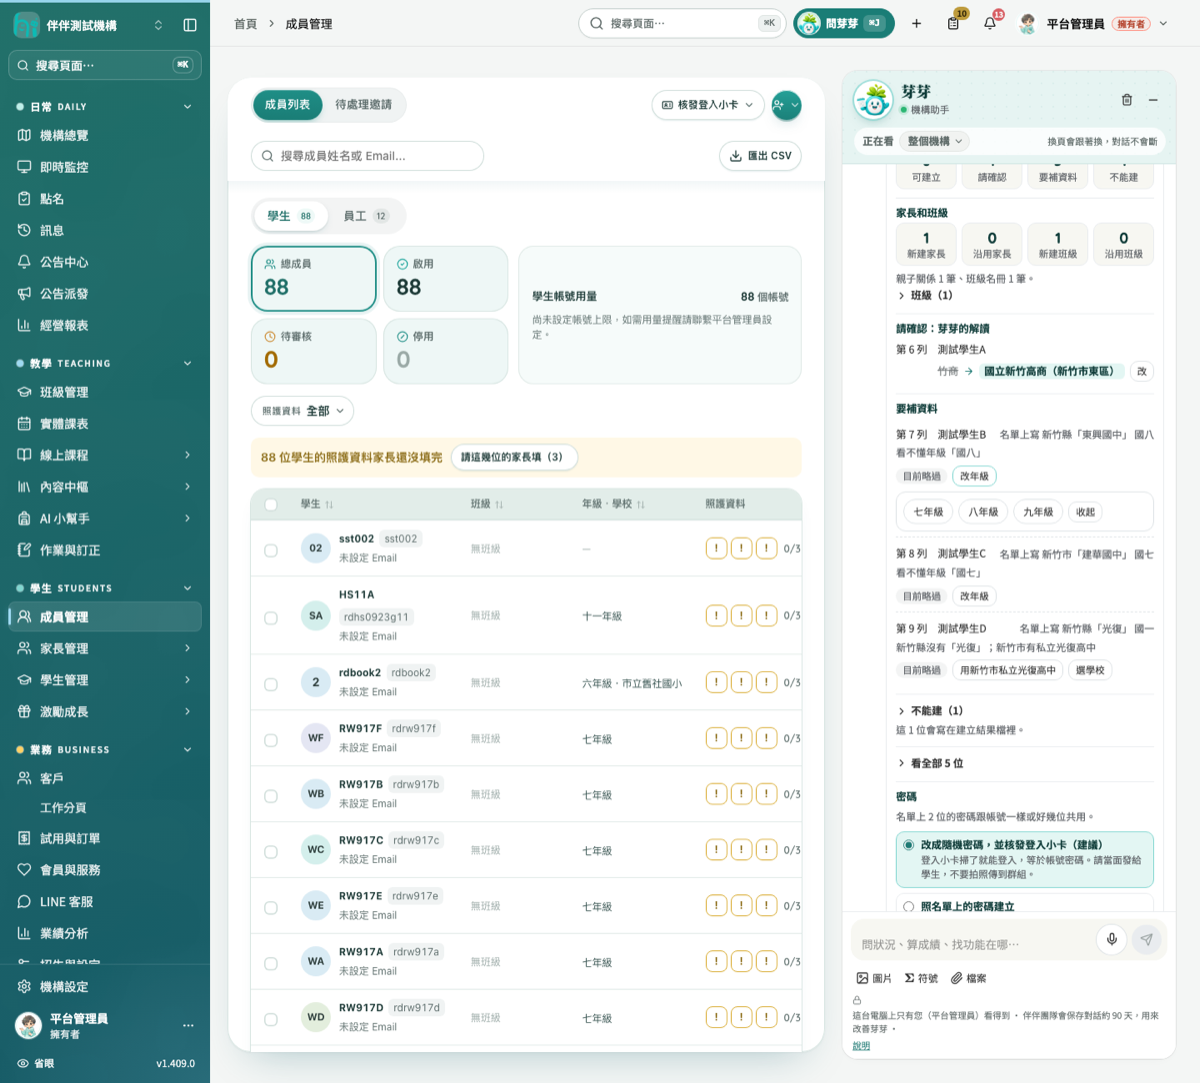 伴伴測試機構
搜尋頁面… ⌘K
日常 DAILY
機構總覽
即時監控
點名
訊息
公告中心
公告派發
經營報表
教學 TEACHING
班級管理
實體課表
線上課程
內容中樞
AI 小幫手
作業與訂正
學生 STUDENTS
成員管理
家長管理
學生管理
激勵成長
業務 BUSINESS
客戶
工作分頁
試用與訂單
會員與服務
LINE 客服
業績分析
招生與設定
機構設定
平台管理員
擁有者
省眼 v1.409.0
首頁 成員管理
搜尋頁面… ⌘K
問芽芽 ⌘J
10
13
平台管理員 擁有者
成員列表 待處理邀請
核發登入小卡
搜尋成員姓名或 Email...
匯出 CSV
學生 88 員工 12
總成員
88
啟用
88
待審核
0
停用
0
學生帳號用量 88 個帳號
尚未設定帳號上限，如需用量提醒請聯繫平台管理員設
定。
照護資料 全部
88 位學生的照護資料家長還沒填完 請這幾位的家長填（3）
學生 班級 年級 · 學校 照護資料
02 sst002 sst002 無班級 — ! ! ! 0/3
未設定 Email
HS11A
SA rdhs0923g11 無班級 十一年級 ! ! ! 0/3
未設定 Email
2 rdbook2 rdbook2 無班級 六年級 · 市立舊社國小 ! ! ! 0/3
未設定 Email
WF RW917F rdrw917f 無班級 七年級 ! ! ! 0/3
未設定 Email
WB RW917B rdrw917b 無班級 七年級 ! ! ! 0/3
未設定 Email
WC RW917C rdrw917c 無班級 七年級 ! ! ! 0/3
未設定 Email
WE RW917E rdrw917e 無班級 七年級 ! ! ! 0/3
未設定 Email
WA RW917A rdrw917a 無班級 七年級 ! ! ! 0/3
未設定 Email
WD RW917D rdrw917d 無班級 七年級 ! ! ! 0/3
未設定 Email
芽芽
機構助手
正在看 整個機構 換頁會跟著換，對話不會斷
可建立 請確認 要補資料 不能建
家長和班級
1 0 1 0
新建家長 沿用家長 新建班級 沿用班級
親子關係 1 筆、班級名冊 1 筆。
班級（1）
請確認：芽芽的解讀
第 6 列 測試學生A
竹商 → 國立新竹高商（新竹市東區） 改
要補資料
第 7 列 測試學生B 名單上寫 新竹縣「東興國中」 國八
看不懂年級「國八」
目前略過 改年級
七年級 八年級 九年級 收起
第 8 列 測試學生C 名單上寫 新竹市「建華國中」 國七
看不懂年級「國七」
目前略過 改年級
第 9 列 測試學生D 名單上寫 新竹縣「光復」 國一
新竹縣沒有「光復」；新竹市有私立光復高中
目前略過 用新竹市私立光復高中 選學校
不能建（1）
這 1 位會寫在建立結果檔裡。
看全部 5 位
密碼
名單上 2 位的密碼跟帳號一樣或好幾位共用。
改成隨機密碼，並核發登入小卡（建議）
登入小卡掃了就能登入，等於帳號密碼。請當面發給
學生，不要拍照傳到群組。
照名單上的密碼建立
問狀況、算成績、找功能在哪…
圖片 Σ 符號 檔案
這台電腦上只有您（平台管理員）看得到 · 伴伴團隊會保存對話約 90 天，用來
改善芽芽 ·
說明